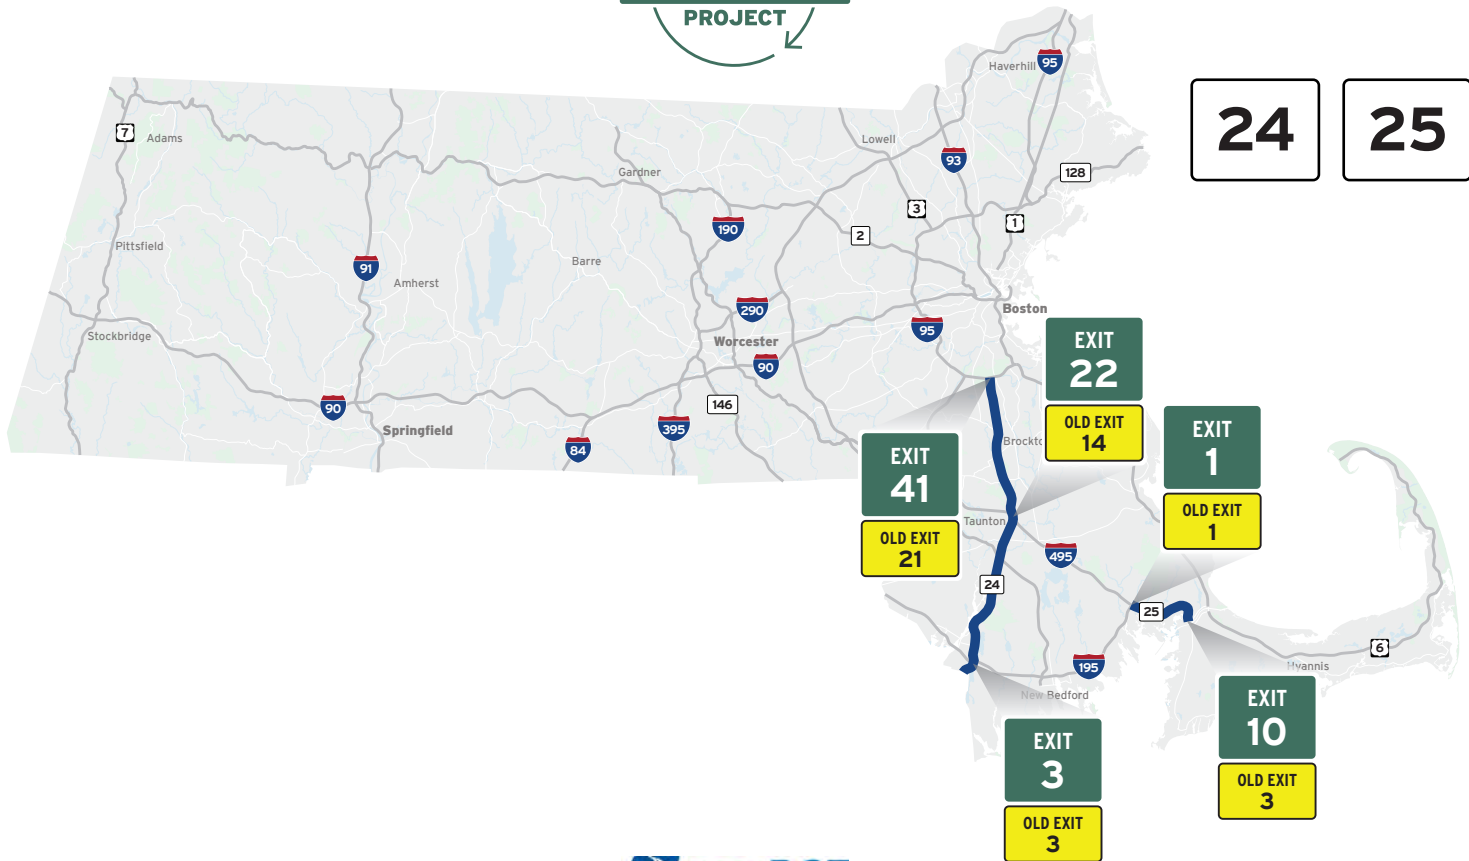 PROJECT
24
25
Haverhill
95
7
Adams
Lowell
93
128
Gardner
3
1
190
2
Pittsfield
91
Barre
Amherst
290
Boston
95
Stockbridge
Worcester
90
EXIT
22
OLD EXIT
14
90
146
Springfield
84
395
Brockto
EXIT
41
OLD EXIT
21
EXIT
1
OLD EXIT
1
Taunton
495
24
25
6
195
Hyannis
New Bedford
EXIT
10
OLD EXIT
3
EXIT
3
OLD EXIT
3